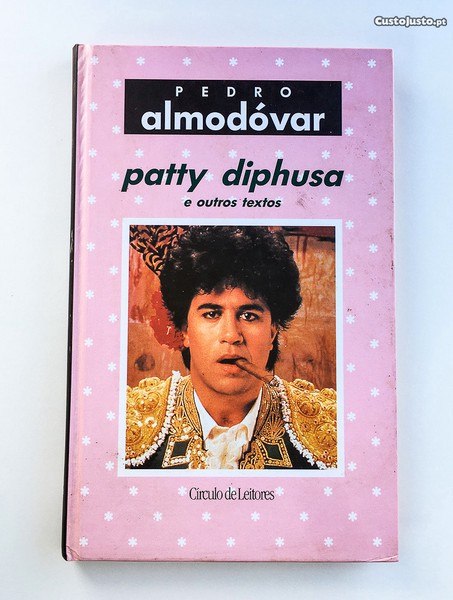 CustoJusto.pt
PEDRO
almodóvar
patty diphusa
e outros textos
Círculo de Leitores